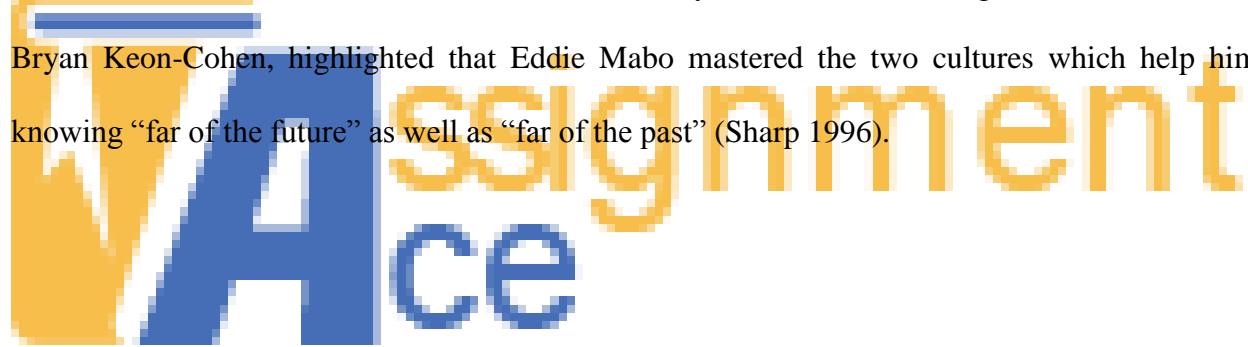 Bryan Keon-Cohen, highlighted that Eddie Mabo mastered the two cultures which help him
knowing “far of the future” as well as “far of the past” (Sharp 1996).
Assignment
Ace